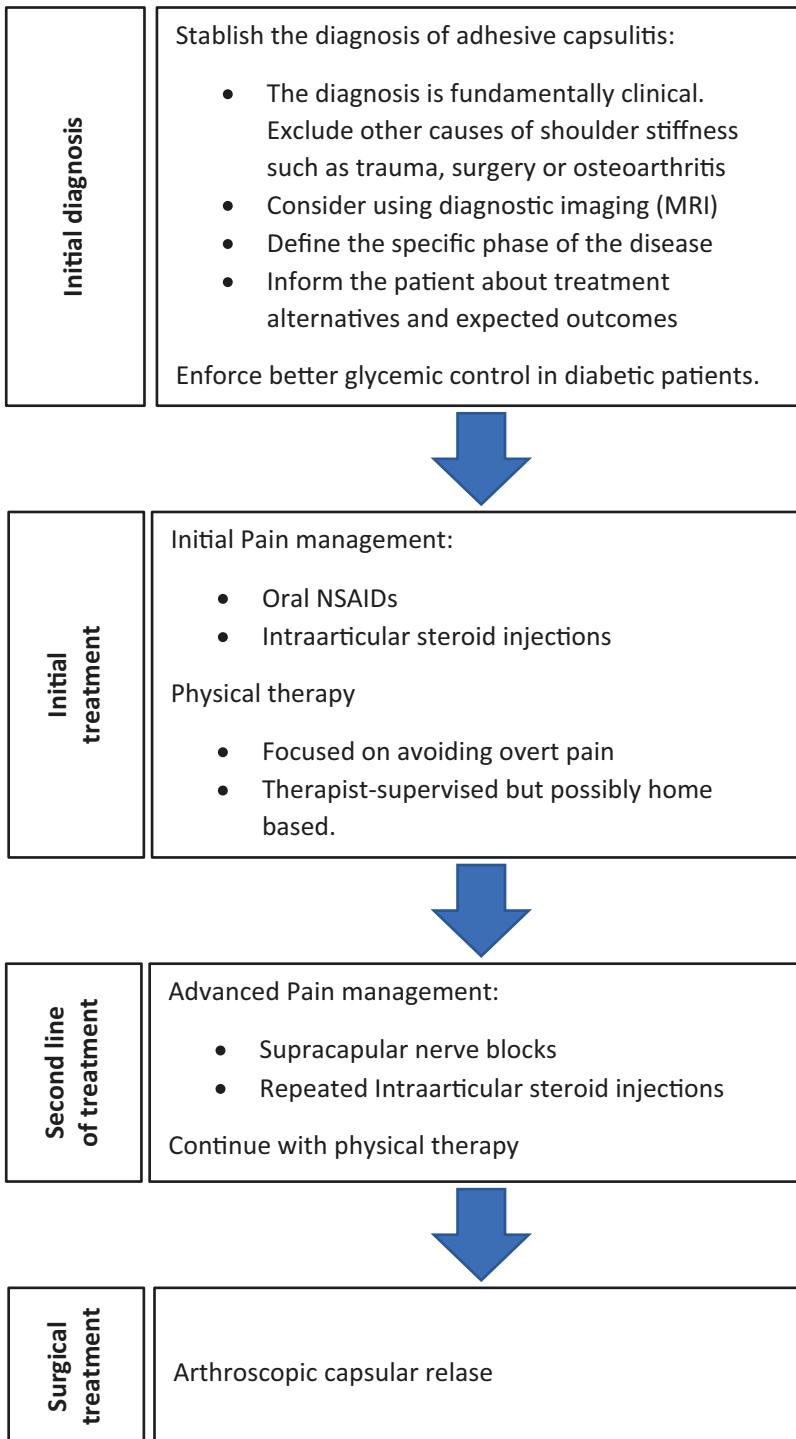 Initial diagnosis
Stablish the diagnosis of adhesive capsulitis:
• The diagnosis is fundamentally clinical.
Exclude other causes of shoulder stiffness
such as trauma, surgery or osteoarthritis
• Consider using diagnostic imaging (MRI)
• Define the specific phase of the disease
• Inform the patient about treatment
alternatives and expected outcomes
Enforce better glycemic control in diabetic patients.
Initial
treatment
Initial Pain management:
• Oral NSAIDs
• Intraarticular steroid injections
Physical therapy
• Focused on avoiding overt pain
• Therapist-supervised but possibly home
based.
Second line
of treatment
Advanced Pain management:
• Supracapular nerve blocks
• Repeated Intraarticular steroid injections
Continue with physical therapy
Surgical
treatment
Arthroscopic capsular relase